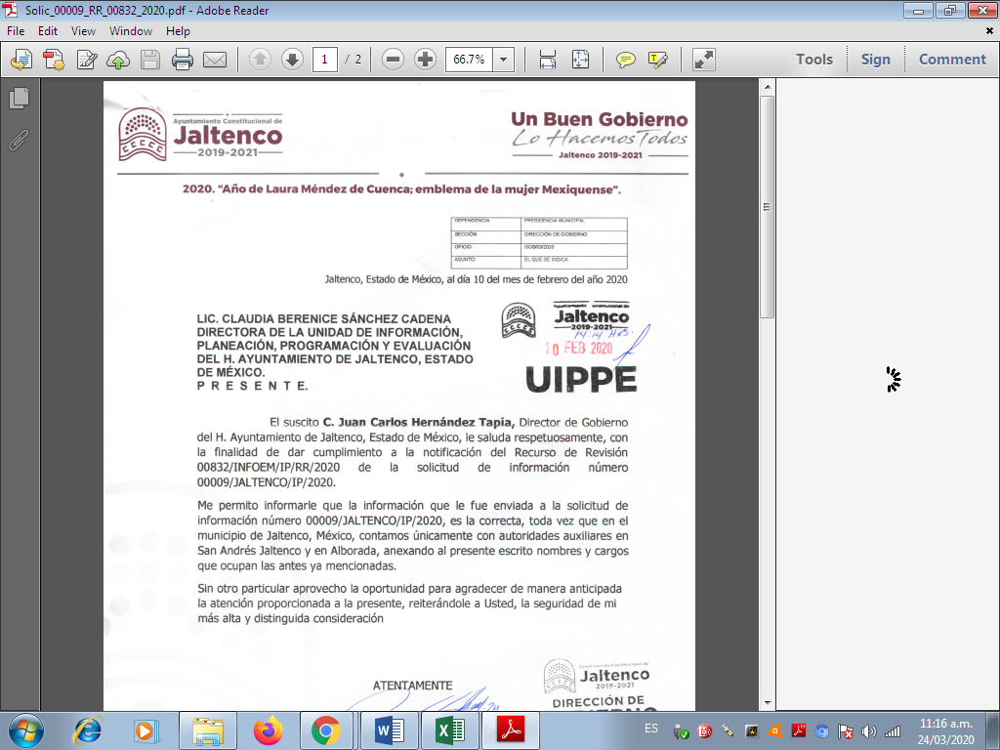 Solic_00009_RR_00832_2020.pdf - Adobe Reader
File Edit View Window Help
1 / 2 66.7% Tools Sign Comment
Ayuntamiento Constitucional de
Jaltenco
2019-2021
Un Buen Gobierno
Lo Hacemos Todos
Jaltenco 2019-2021
2020. “Año de Laura Méndez de Cuenca; emblema de la mujer Mexiquense”.
DEPENDENCIA PRESIDENCIA MUNICIPAL
SECCIÓN DIRECCIÓN DE GOBIERNO
OFICIO
ASUNTO: EL QUE SE INDICA
Jaltenco, Estado de México, al día 10 del mes de febrero del año 2020
LIC. CLAUDIA BERENICE SÁNCHEZ CADENA
DIRECTORA DE LA UNIDAD DE INFORMACIÓN,
PLANEACIÓN, PROGRAMACIÓN Y EVALUACIÓN
DEL H. AYUNTAMIENTO DE JALTENCO, ESTADO
DE MÉXICO.
P R E S E N T E.
Jaltenco
2019-2021
14:14 HRS.
10 FEB 2020
UIPPE
El suscito C. Juan Carlos Hernández Tapia, Director de Gobierno
del H. Ayuntamiento de Jaltenco, Estado de México, le saluda respetuosamente, con
la finalidad de dar cumplimiento a la notificación del Recurso de Revisión
00832/INFOEM/IP/RR/2020 de la solicitud de información número
00009/JALTENCO/IP/2020.
Me permito informarle que la información que le fue enviada a la solicitud de
información número 00009/JALTENCO/IP/2020, es la correcta, toda vez que en el
municipio de Jaltenco, México, contamos únicamente con autoridades auxiliares en
San Andrés Jaltenco y en Alborada, anexando al presente escrito nombres y cargos
que ocupan las antes ya mencionadas.
Sin otro particular aprovecho la oportunidad para agradecer de manera anticipada
la atención proporcionada a la presente, reiterándole a Usted, la seguridad de mi
más alta y distinguida consideración
ATENTAMENTE
Ayuntamiento Constitucional de
Jaltenco
2019-2021
DIRECCIÓN DE
ES
11:16 a.m.
24/03/2020